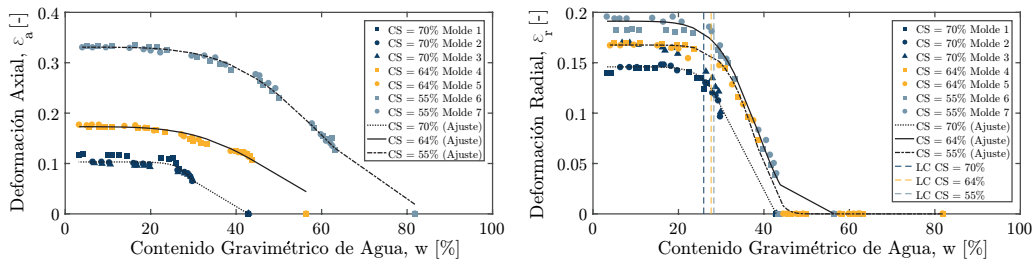 Deformación Axial, ε_a [-]
0.4
0.3
0.2
0.1
0
0
20
40
60
80
100
Contenido Gravimétrico de Agua, w [%]
CS = 70% Molde 1
CS = 70% Molde 2
CS = 70% Molde 3
CS = 64% Molde 4
CS = 64% Molde 5
CS = 55% Molde 6
CS = 55% Molde 7
CS = 70% (Ajuste)
CS = 64% (Ajuste)
CS = 55% (Ajuste)
Deformación Radial, ε_r [-]
0.2
0.15
0.1
0.05
0
0
20
40
60
80
100
Contenido Gravimétrico de Agua, w [%]
CS = 70% Molde 1
CS = 70% Molde 2
CS = 70% Molde 3
CS = 64% Molde 4
CS = 64% Molde 5
CS = 55% Molde 6
CS = 55% Molde 7
CS = 70% (Ajuste)
CS = 64% (Ajuste)
CS = 55% (Ajuste)
LC CS = 70%
LC CS = 64%
LC CS = 55%